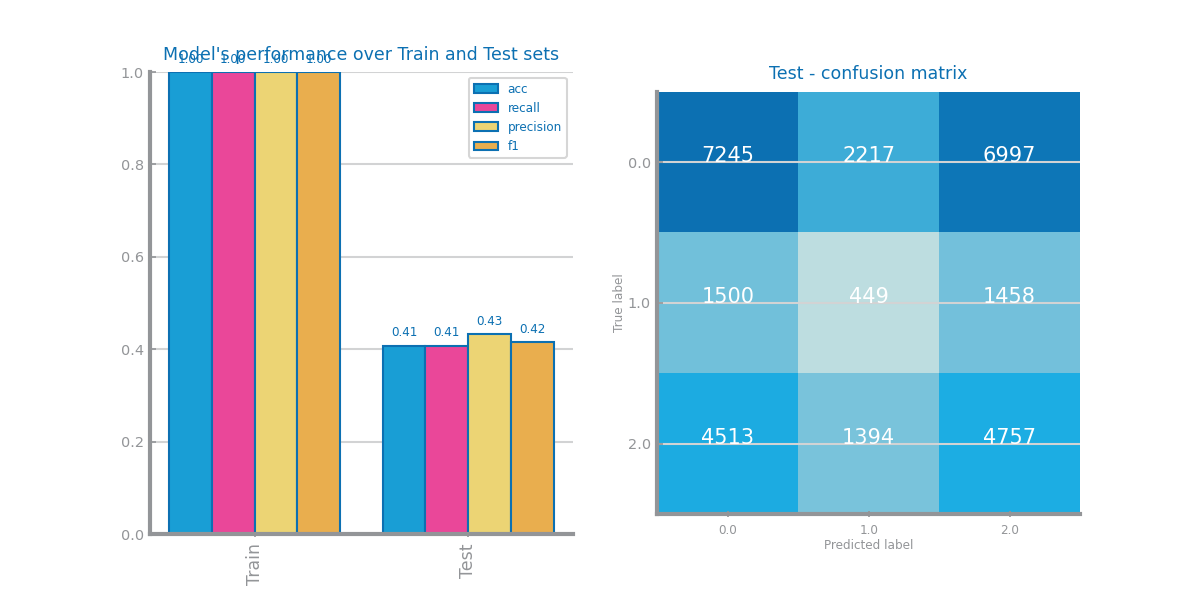 Model's performance over Train and Test sets
1.00 1.00 1.00 1.00
1.0
0.8
0.6
0.4
0.2
0.0
acc
recall
precision
f1
0.41 0.41 0.43 0.42
Train Test
Test - confusion matrix
True label
0.0 7245 2217 6997
1.0 1500 449 1458
2.0 4513 1394 4757
0.0 1.0 2.0
Predicted label